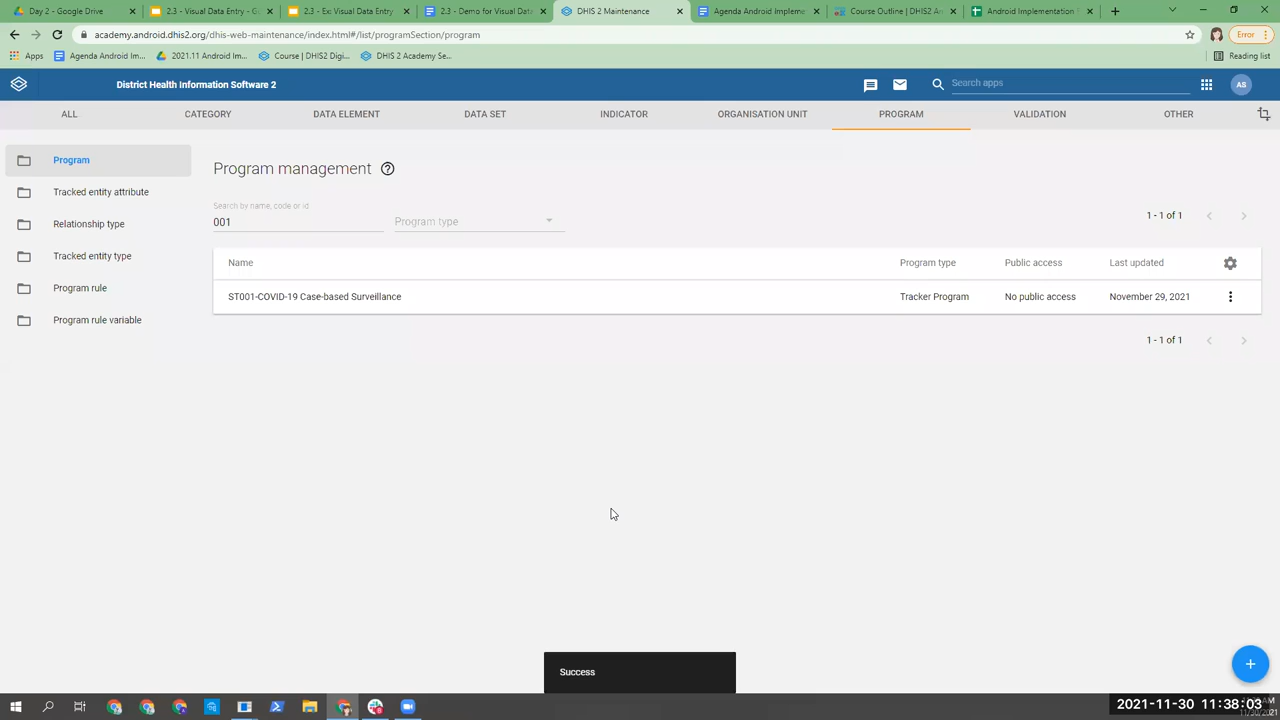 Day 2 - Google Drive
2.3 - Visual Data Entry - Google
2.3 - Ex Visual Data Entry - Goo
2.3 - Demo for Visual Data E
DHIS 2 Maintenance
Agenda Android Impleme
Course Outline | DHIS2 An
Android Implementation S
academy.android.dhis2.org/dhis-web-maintenance/index.html#/list/programSection/program
Error
Apps
Agenda Android Im...
2021.11 Android Im...
Course | DHIS2 Digi...
DHIS 2 Academy Se...
Reading list
District Health Information Software 2
Search apps
AS
ALL
CATEGORY
DATA ELEMENT
DATA SET
INDICATOR
ORGANISATION UNIT
PROGRAM
VALIDATION
OTHER
Program
Tracked entity attribute
Relationship type
Tracked entity type
Program rule
Program rule variable
Program management
Search by name, code or id
001
Program type
1 - 1 of 1
Name
Program type
Public access
Last updated
ST001-COVID-19 Case-based Surveillance
Tracker Program
No public access
November 29, 2021
1 - 1 of 1
Success
2021-11-30 11:38:03